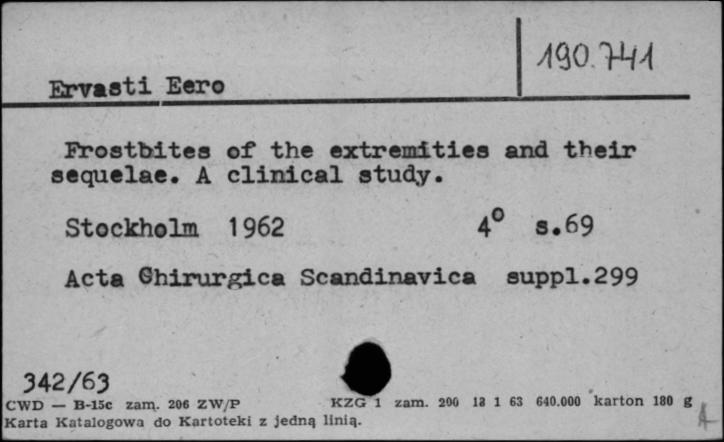 190.741
Ervasti Eero
Frostbites of the extremities and their
sequelae. A clinical study.
Stockholm 1962 4° s.69
Acta Chirurgica Scandinavica suppl.299
342/63
CWD — B-15c zam. 206 ZW/P KZG 1 zam. 200 18 1 63 640.000 karton 180 g
Karta Katalogowa do Kartoteki z jedną linią.